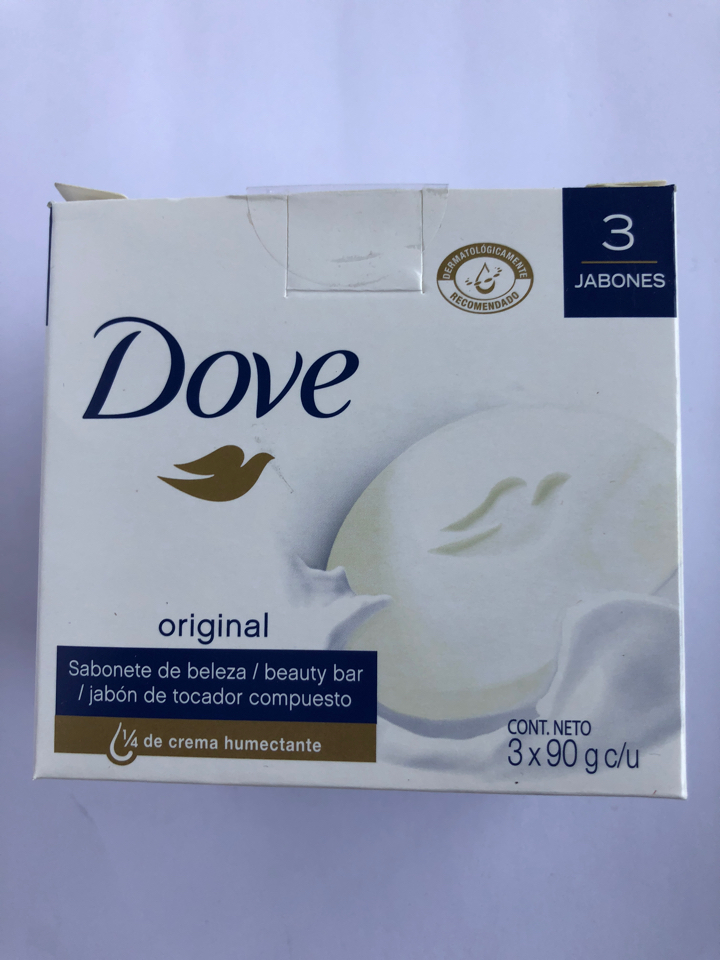 3
JABONES
DERMATOLÓGICAMENTE
RECOMENDADO
Dove
original
Sabonete de beleza / beauty bar
/ jabón de tocador compuesto
1/4 de crema humectante
CONT. NETO
3 x 90 g c/u